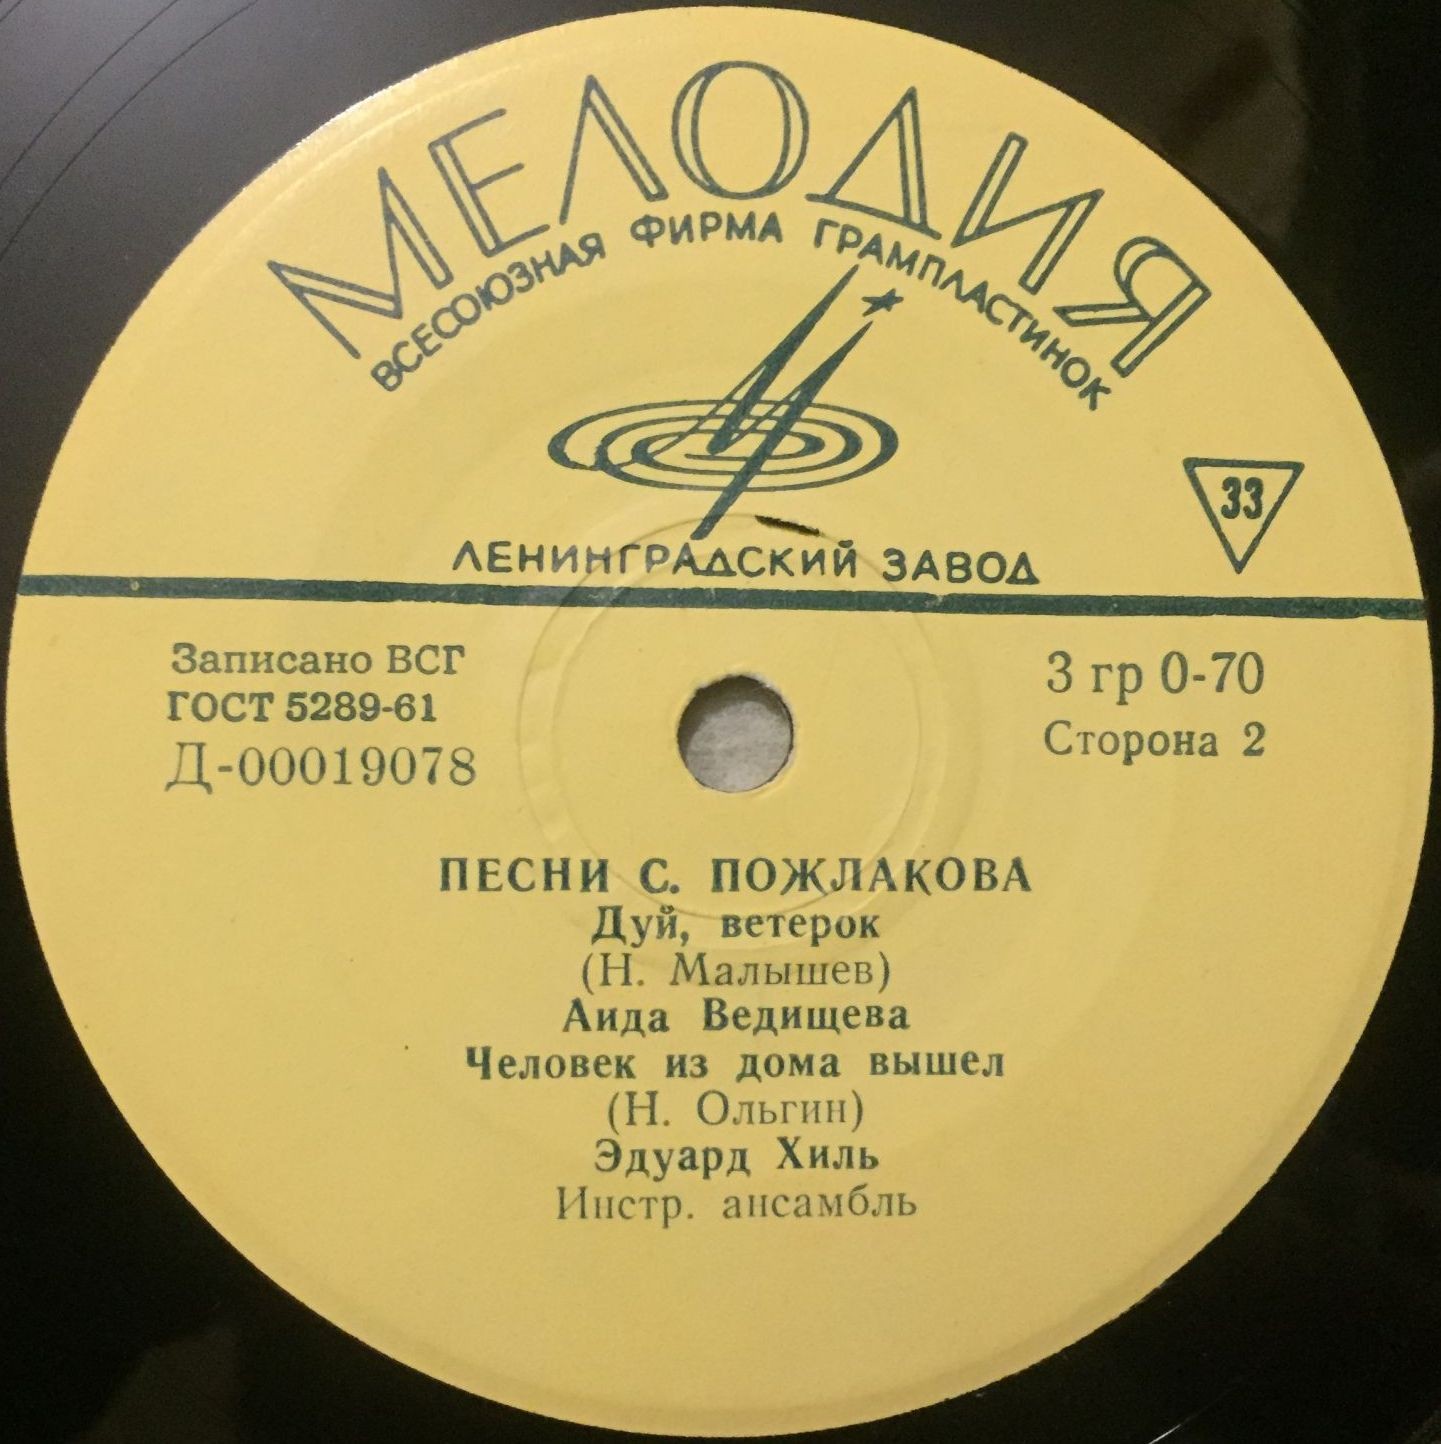 МЕЛОДИЯ
ВСЕСОЮЗНАЯ ФИРМА ГРАМПЛАСТИНОК
33
ЛЕНИНГРАДСКИЙ ЗАВОД
Записано ВСГ
ГОСТ 5289-61
Д-00019078
3 гр 0-70
Сторона 2
ПЕСНИ С. ПОЖЛАКОВА
Дуй, ветерок
(Н. Малышев)
Аида Ведищева
Человек из дома вышел
(Н. Ольгин)
Эдуард Хиль
Инстр. ансамбль